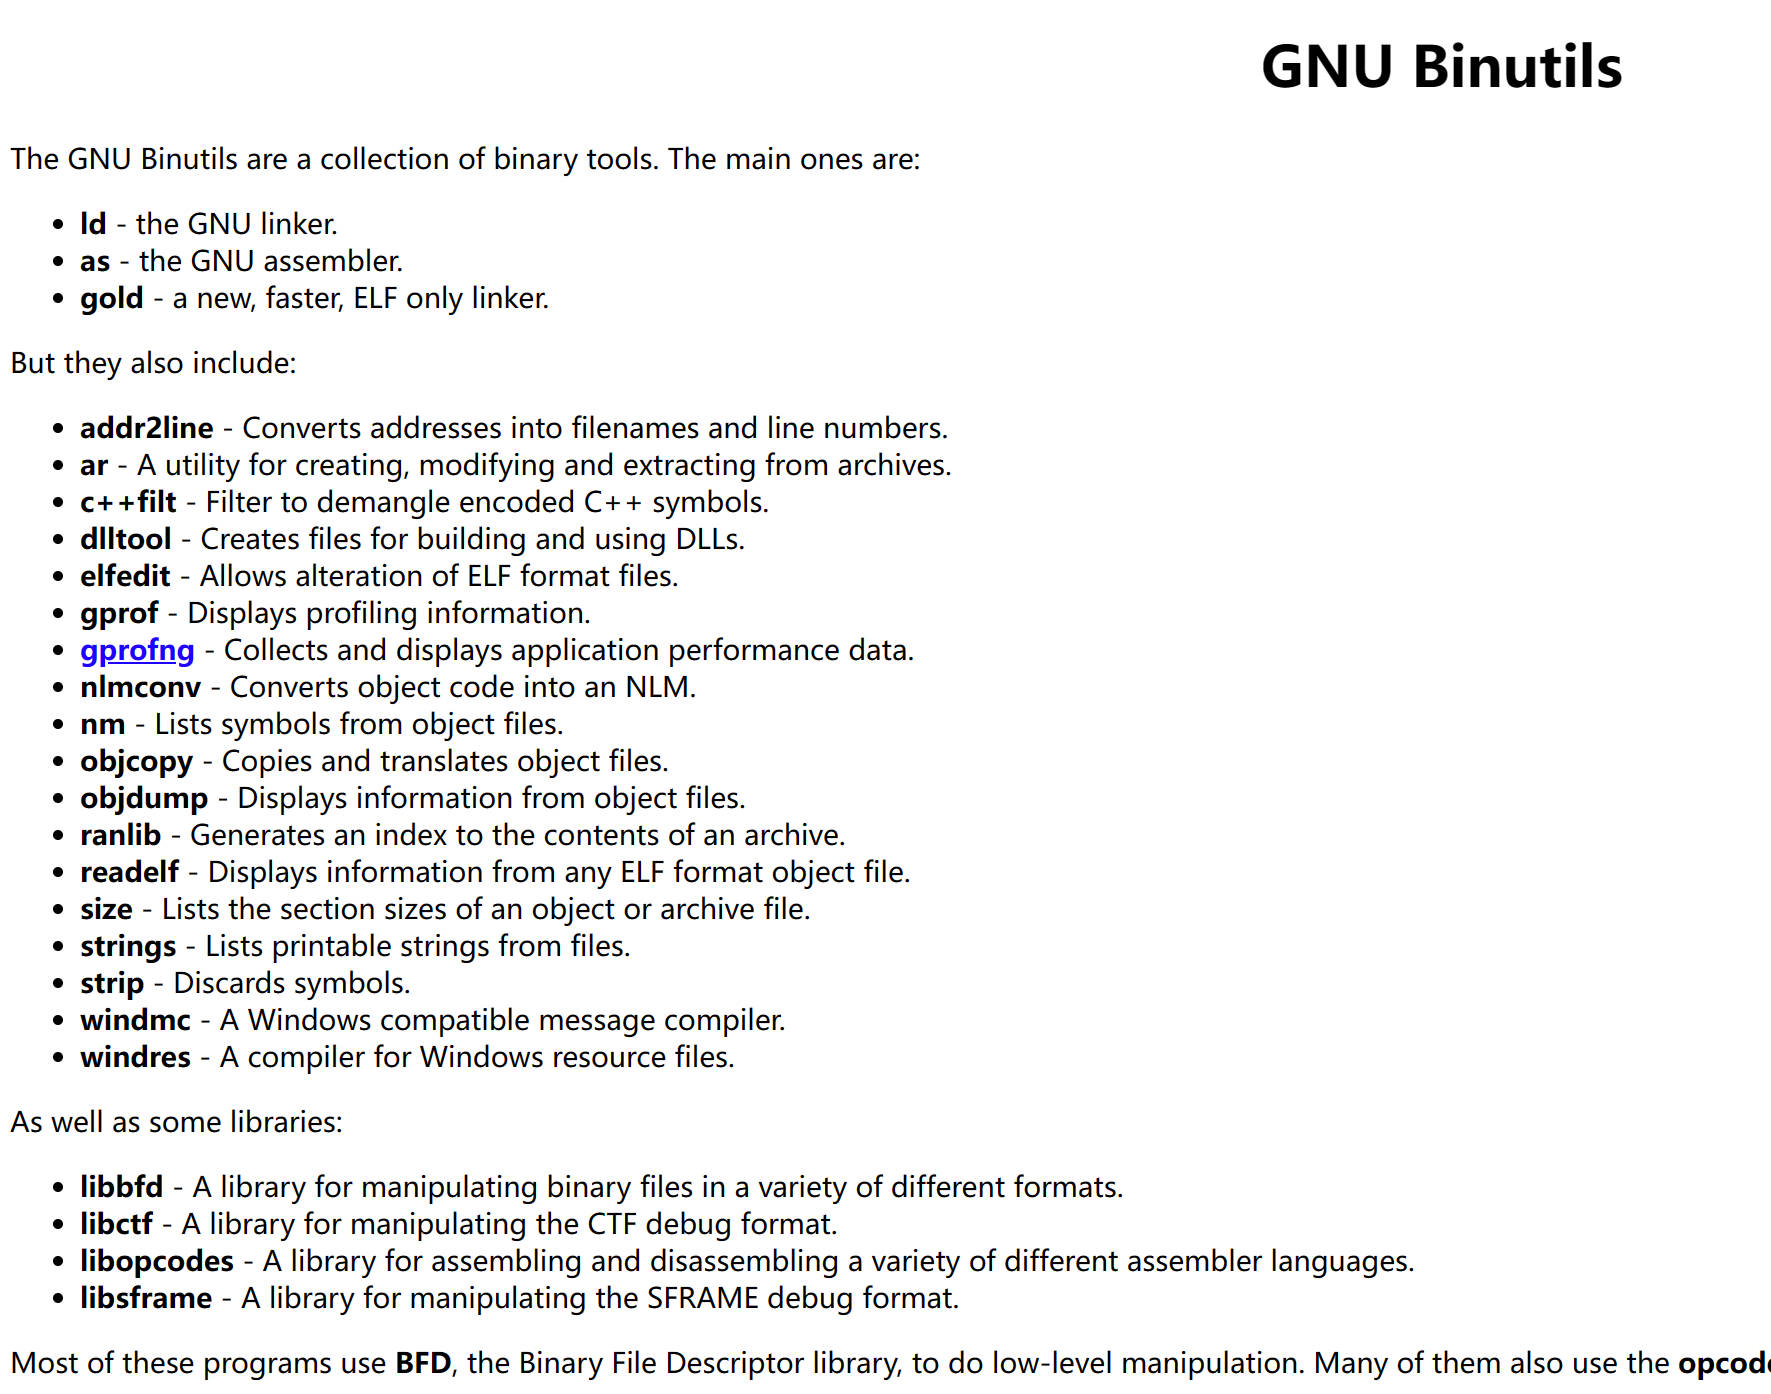 GNU Binutils
The GNU Binutils are a collection of binary tools. The main ones are:
• ld - the GNU linker.
• as - the GNU assembler.
• gold - a new, faster, ELF only linker.
But they also include:
• addr2line - Converts addresses into filenames and line numbers.
• ar - A utility for creating, modifying and extracting from archives.
• c++filt - Filter to demangle encoded C++ symbols.
• dlltool - Creates files for building and using DLLs.
• elfedit - Allows alteration of ELF format files.
• gprof - Displays profiling information.
• gprofng - Collects and displays application performance data.
• nlmconv - Converts object code into an NLM.
• nm - Lists symbols from object files.
• objcopy - Copies and translates object files.
• objdump - Displays information from object files.
• ranlib - Generates an index to the contents of an archive.
• readelf - Displays information from any ELF format object file.
• size - Lists the section sizes of an object or archive file.
• strings - Lists printable strings from files.
• strip - Discards symbols.
• windmc - A Windows compatible message compiler.
• windres - A compiler for Windows resource files.
As well as some libraries:
• libbfd - A library for manipulating binary files in a variety of different formats.
• libctf - A library for manipulating the CTF debug format.
• libopcodes - A library for assembling and disassembling a variety of different assembler languages.
• libsframe - A library for manipulating the SFRAME debug format.
Most of these programs use BFD, the Binary File Descriptor library, to do low-level manipulation. Many of them also use the